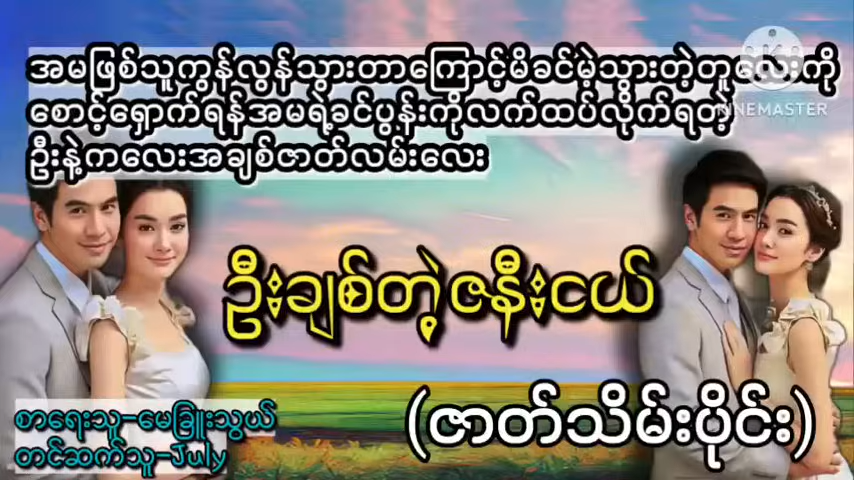 အမဖြစ်သူကွန်လွန်သွားတာကြောင့်မိခင်မဲ့သွားတဲ့တူလေးကို
စောင့်ရှောက်ရန်အမရဲ့ခင်ပွန်းကိုလက်ထပ်လိုက်ရတဲ့
ဦးနဲ့ကလေးအချစ်ဇာတ်လမ်းလေး
KINEMASTER
ဦးချစ်တဲ့ဇနီးငယ်
(ဇာတ်သိမ်းပိုင်း)
စာရေးသူ-မေခြူးသွယ်
တင်ဆက်သူ-July